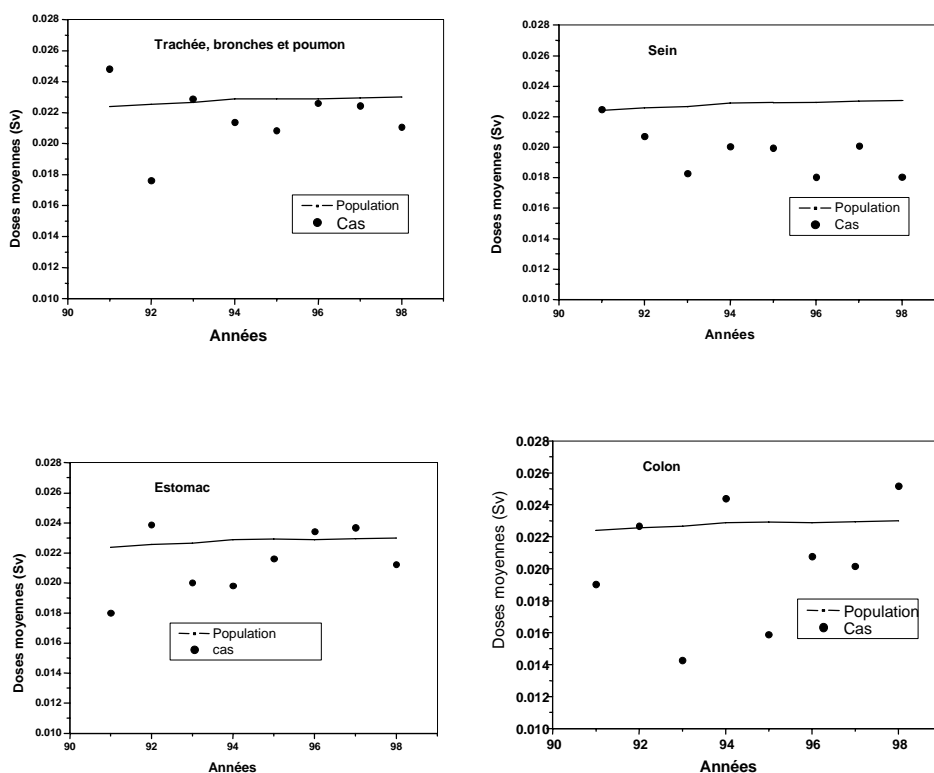 Trachée, bronches et poumon
0.028
0.026
0.024
0.022
0.020
0.018
0.016
0.014
0.012
0.010
Doses moyennes (Sv)
Population
Cas
90 92 94 96 98
Années
Sein
0.028
0.026
0.024
0.022
0.020
0.018
0.016
0.014
0.012
0.010
Doses moyennes (Sv)
Population
Cas
90 92 94 96 98
Années
Estomac
0.028
0.026
0.024
0.022
0.020
0.018
0.016
0.014
0.012
0.010
Doses moyennes (Sv)
Population
cas
90 92 94 96 98
Années
Colon
0.028
0.026
0.024
0.022
0.020
0.018
0.016
0.014
0.012
0.010
Doses moyennes (Sv)
Population
Cas
90 92 94 96 98
Années